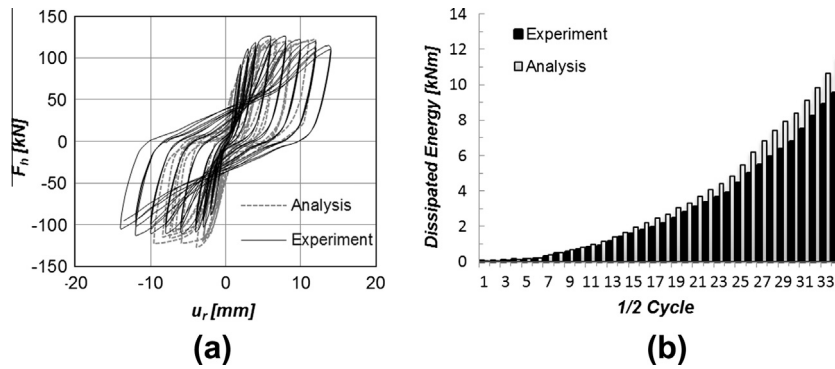 150
100
50
0
-50
-100
-150
F_h [kN]
Analysis
Experiment
-20 -10 0 10 20
u_r [mm]
(a)
14
12
10
8
6
4
2
0
Dissipated Energy [kNm]
Experiment
Analysis
1 3 5 7 9 11 13 15 17 19 21 23 25 27 29 31 33
1/2 Cycle
(b)